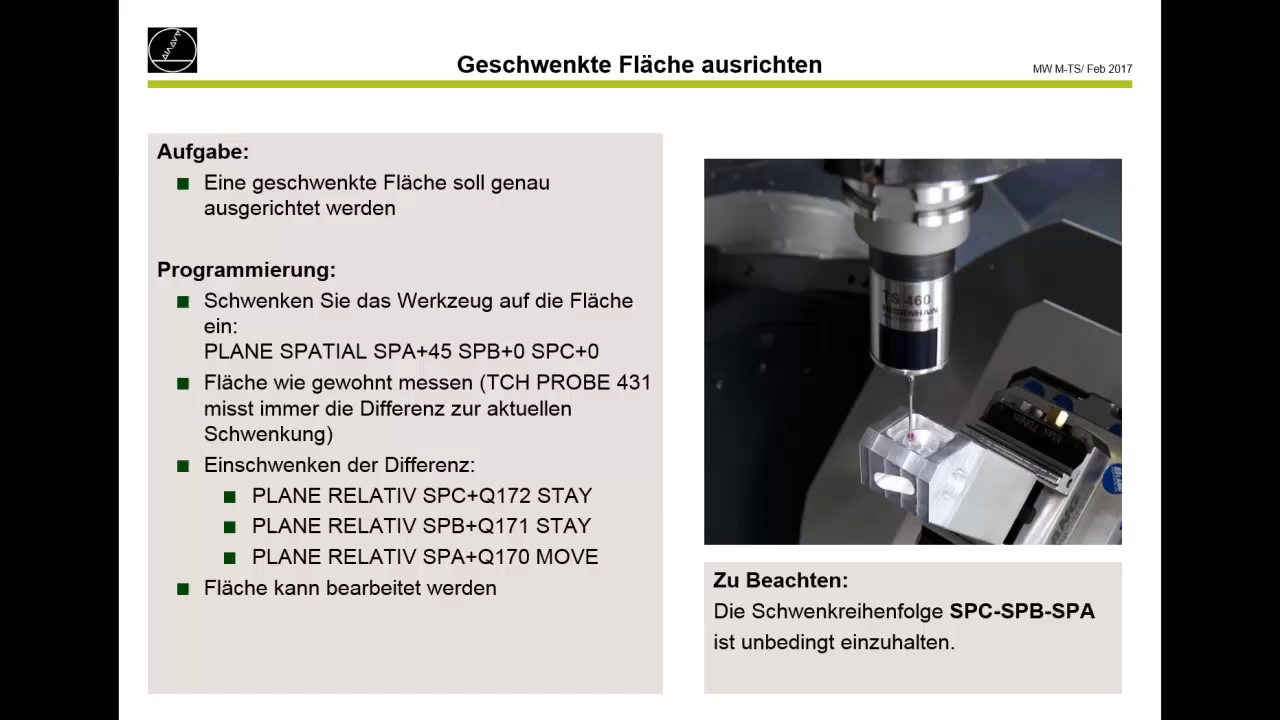 Geschwenkte Fläche ausrichten
MW M-TS/ Feb 2017
Aufgabe:
Eine geschwenkte Fläche soll genau
ausgerichtet werden
Programmierung:
Schwenken Sie das Werkzeug auf die Fläche
ein:
PLANE SPATIAL SPA+45 SPB+0 SPC+0
Fläche wie gewohnt messen (TCH PROBE 431
misst immer die Differenz zur aktuellen
Schwenkung)
Einschwenken der Differenz:
PLANE RELATIV SPC+Q172 STAY
PLANE RELATIV SPB+Q171 STAY
PLANE RELATIV SPA+Q170 MOVE
Fläche kann bearbeitet werden
TS 460
HEIDENHAIN
Zu Beachten:
Die Schwenkreihenfolge SPC-SPB-SPA
ist unbedingt einzuhalten.